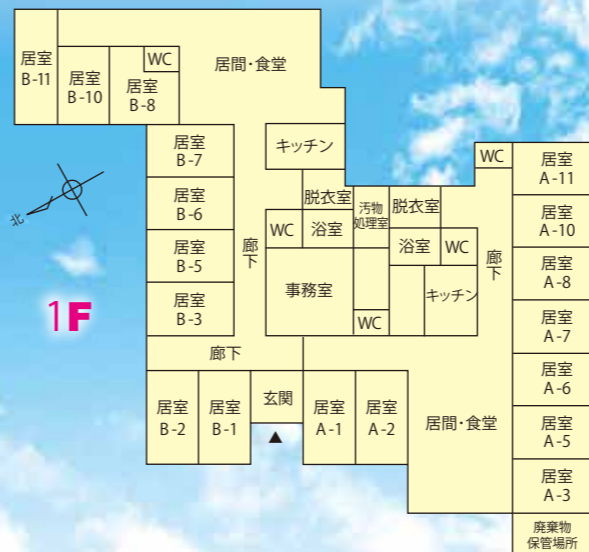 居室
B-11
居室
B-10
居室
B-8
WC
居間・食堂
居室
B-7
キッチン
WC
居室
A-11
北
居室
B-6
脱衣室
汚物
処理室
脱衣室
居室
A-10
WC
浴室
浴室
WC
廊下
廊下
居室
B-5
居室
A-8
1F
居室
B-3
事務室
キッチン
WC
居室
A-7
廊下
居室
A-6
居室
B-2
居室
B-1
玄関
居室
A-1
居室
A-2
居間・食堂
居室
A-5
▲
居室
A-3
廃棄物
保管場所